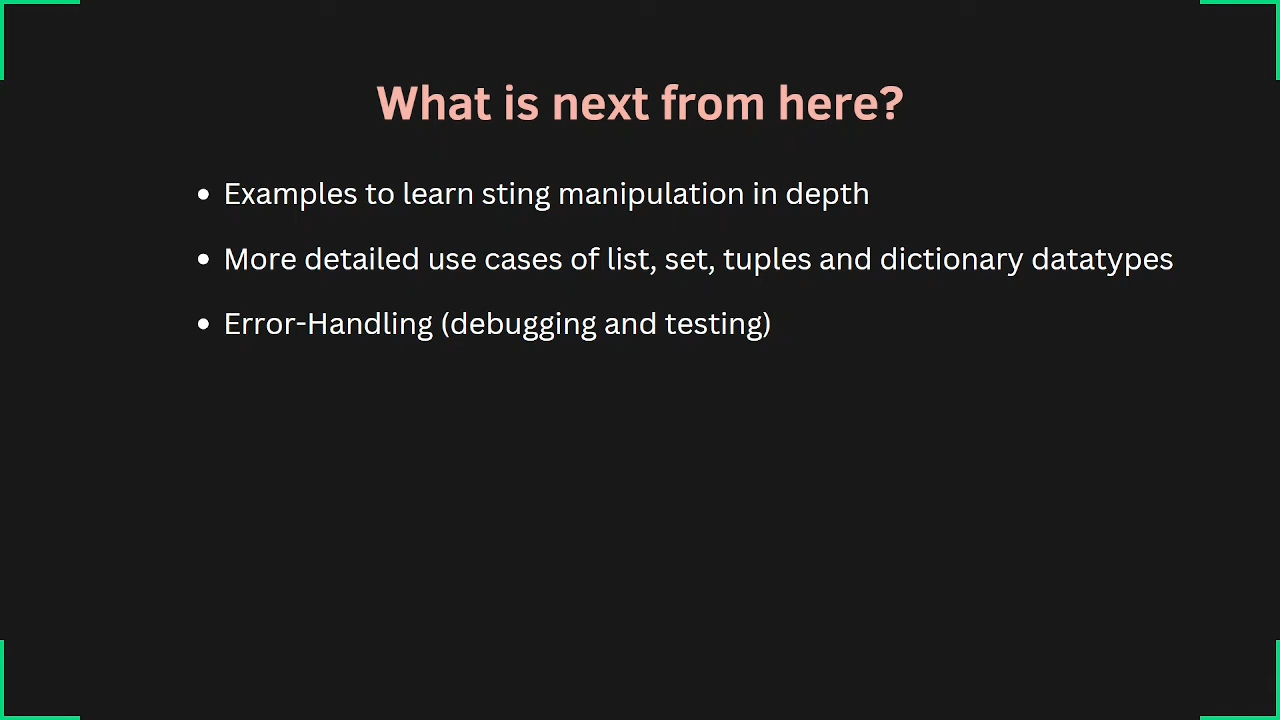 What is next from here?
• Examples to learn sting manipulation in depth
• More detailed use cases of list, set, tuples and dictionary datatypes
• Error-Handling (debugging and testing)